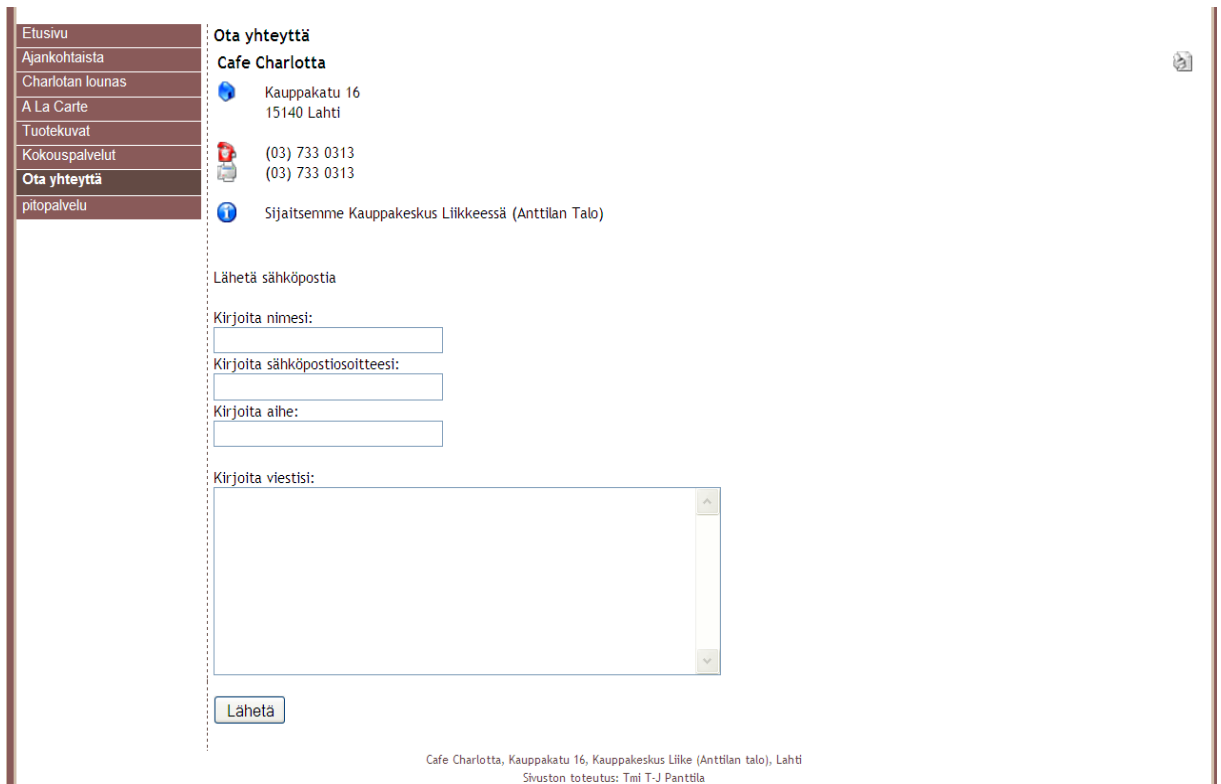 Etusivu
Ajankohtaista
Charlotan lounas
A La Carte
Tuotekuvat
Kokouspalvelut
Ota yhteyttä
pitopalvelu
Ota yhteyttä
Cafe Charlotta
Kauppakatu 16
15140 Lahti
(03) 733 0313
(03) 733 0313
Sijaitsemme Kauppakeskus Liikkeessä (Anttilan Talo)
Lähetä sähköpostia
Kirjoita nimesi:
Kirjoita sähköpostiosoitteesi:
Kirjoita aihe:
Kirjoita viestisi:
Lähetä
Cafe Charlotta, Kauppakatu 16, Kauppakeskus Liike (Anttilan talo), Lahti
Sivuston toteutus: Tmi T-J Panttila